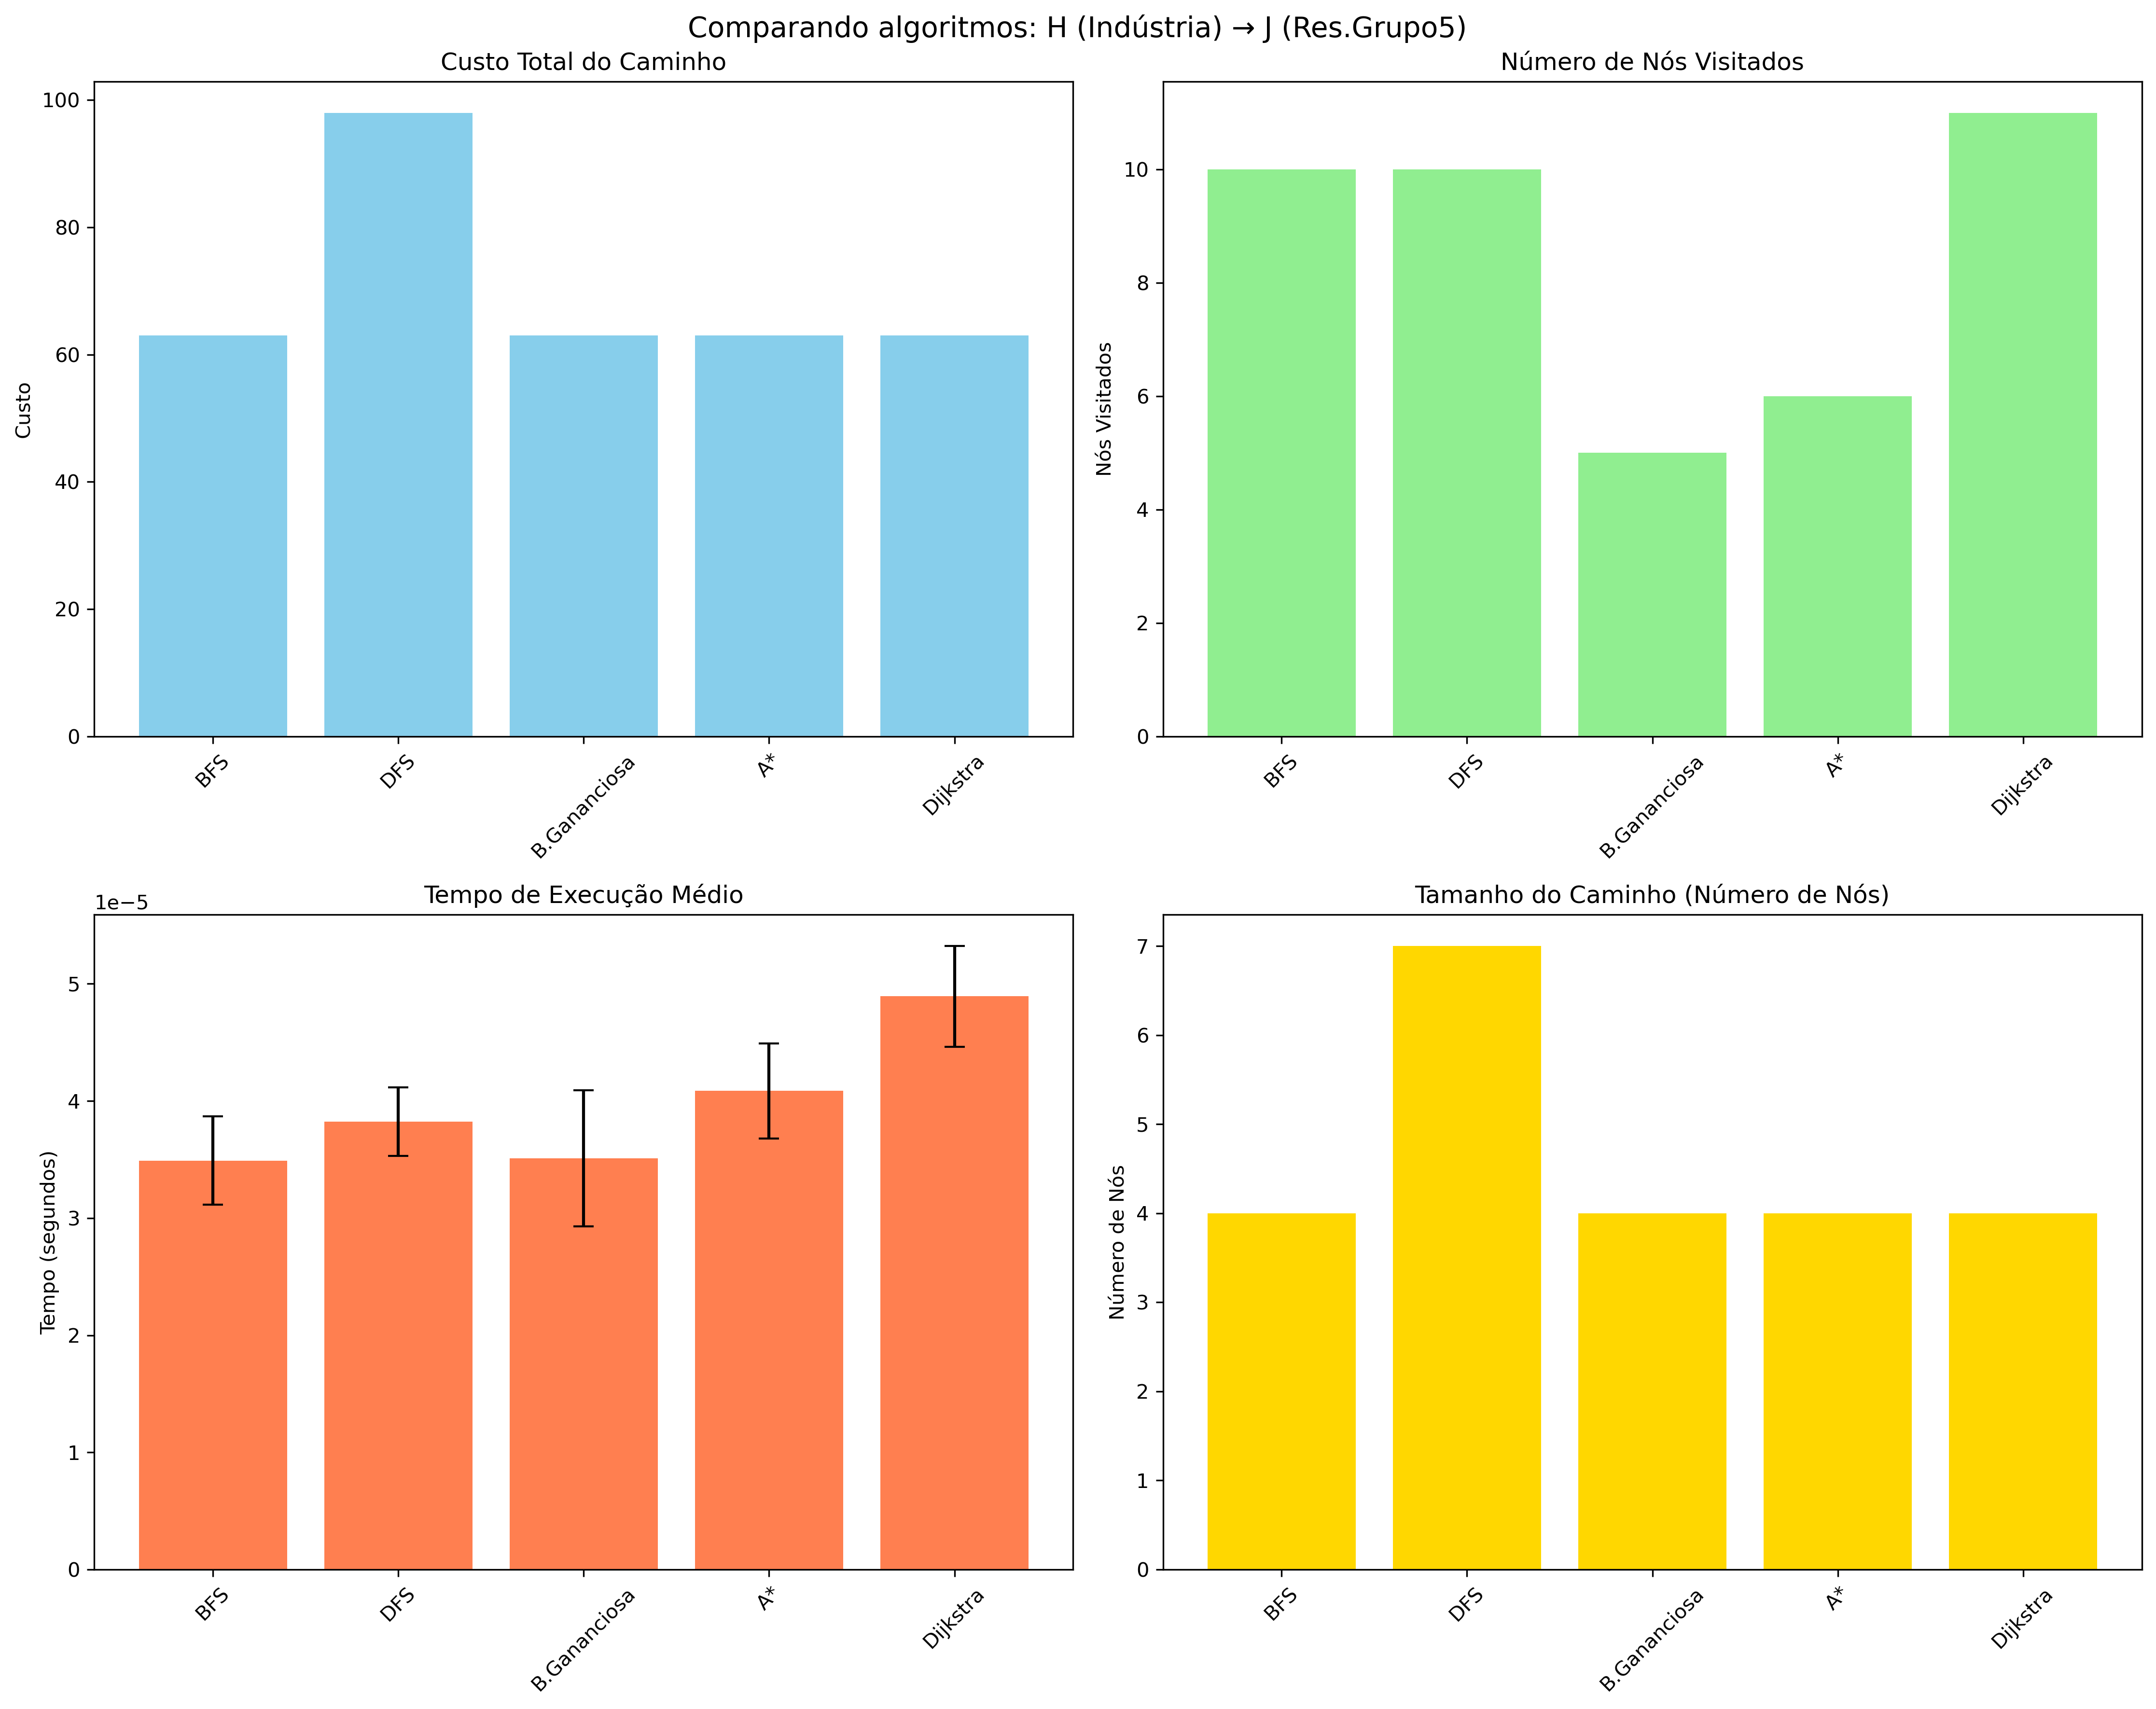 Comparando algoritmos: H (Indústria) → J (Res.Grupo5)
Custo Total do Caminho
Custo
100
80
60
40
20
0
BFS
DFS
B.Gananciosa
A*
Dijkstra
Número de Nós Visitados
Nós Visitados
10
8
6
4
2
0
BFS
DFS
B.Gananciosa
A*
Dijkstra
Tempo de Execução Médio
1e−5
Tempo (segundos)
5
4
3
2
1
0
BFS
DFS
B.Gananciosa
A*
Dijkstra
Tamanho do Caminho (Número de Nós)
Número de Nós
7
6
5
4
3
2
1
0
BFS
DFS
B.Gananciosa
A*
Dijkstra